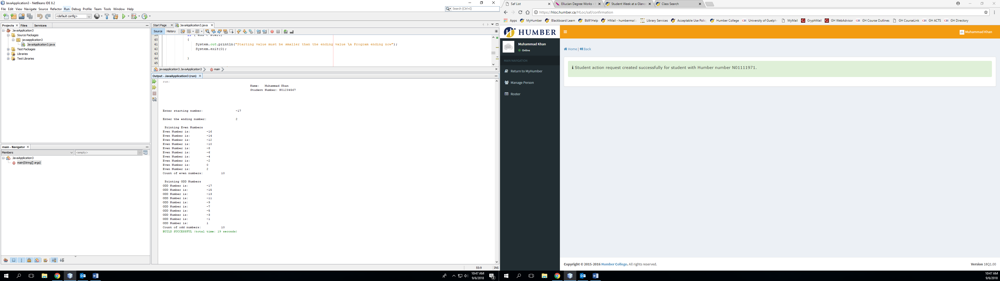 JavaApplication3 - NetBeans IDE 8.2
File Edit View Navigate Source Refactor Run Debug Profile Team Tools Window Help
Search (Ctrl+I)
<default config>
Projects Files Services
JavaApplication3
Source Packages
javaapplication3
JavaApplication3.java
Test Packages
Libraries
Test Libraries
main - Navigator
Members <empty>
JavaApplication3
main(String[] args)
Start Page JavaApplication3.java
Source History
39 if ( end < start)
40 {
41 System.out.println("Starting value must be smaller than the ending value \n Program ending now");
42 System.exit(0);
43
44 }
45
javaapplication3.JavaApplication3 main
Output - JavaApplication3 (run)
run:
Name: Muhammad Khan
Student Number: N01234567
Enter starting number: -17
Enter the ending number: 2
Printing Even Numbers
Even Number is: -16
Even Number is: -14
Even Number is: -12
Even Number is: -10
Even Number is: -8
Even Number is: -6
Even Number is: -4
Even Number is: -2
Even Number is: 0
Even Number is: 2
Count of even numbers: 10
Printing ODD Numbers
ODD Number is: -17
ODD Number is: -15
ODD Number is: -13
ODD Number is: -11
ODD Number is: -9
ODD Number is: -7
ODD Number is: -5
ODD Number is: -3
ODD Number is: -1
ODD Number is: 1
Count of odd numbers: 10
BUILD SUCCESSFUL (total time: 19 seconds)
55:9 INS
10:47 AM
9/6/2018
2
Saf List Ellucian Degree Works - Student Week at a Glance Class Search
https://hloc.humber.ca/HLoc/saf/confirmation
Apps MyHumber Blackboard Learn Bb91Help HMail - humbermail. Library Services Acceptable Use Polic Humber College GH University of Guelph- MyMail G GryphMail GH GH WebAdvisor GH GH Course Outlines GH CourseLink GH GH ACTS GH GH Directory
HUMBER
Muhammad Khan
Muhammad Khan
Online
MAIN NAVIGATION
Return to MyHumber
Manage Person
Roster
Home | Back
Student action request created successfully for student with Humber number N01111971.
Copyright © 2015-2016 Humber College. All rights reserved.
Version 18Q1.00
10:47 AM
9/6/2018